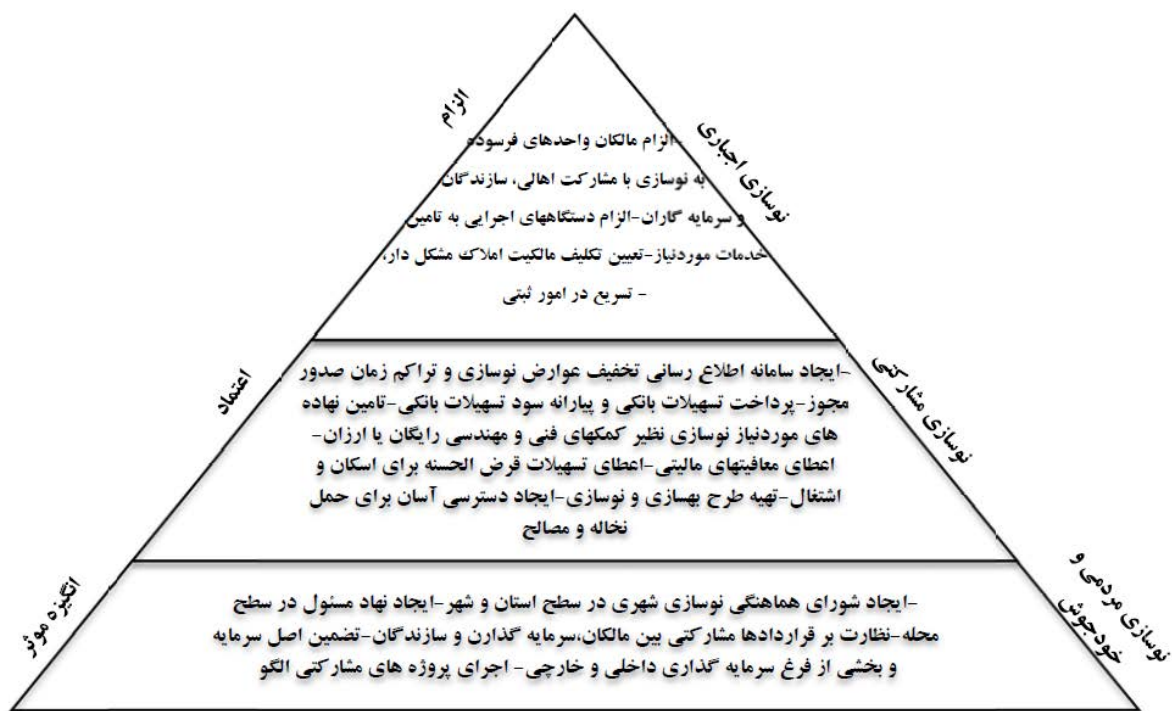 الزام
نوسازی اجباری
-الزام مالکان واحدهای فرسوده
به نوسازی با مشارکت اهالی، سازندگان
و سرمایه گاران-الزام دستگاههای اجرایی به تامین
خدمات موردنیاز-تعیین تکلیف مالکیت املاک مشکل دار،
- تسریع در امور ثبتی
اعتماد
نوسازی مشارکتی
-ایجاد سامانه اطلاع رسانی تخفیف عوارض نوسازی و تراکم زمان صدور
مجوز-پرداخت تسهیلات بانکی و پیارانه سود تسهیلات بانکی-تامین نهاده
های موردنیاز نوسازی نظیر کمکهای فنی و مهندسی رایگان یا ارزان-
اعطای معافیتهای مالیتی-اعطای تسهیلات قرض الحسنه برای اسکان و
اشتغال-تهیه طرح بهسازی و نوسازی-ایجاد دسترسی آسان برای حمل
نخاله و مصالح
انگیزه موثر
نوسازی مردمی و
خودجوش
-ایجاد شورای هماهنگی نوسازی شهری در سطح استان و شهر-ایجاد نهاد مسئول در سطح
محله-نظارت بر قراردادها مشارکتی بین مالکان،سرمایه گذارن و سازندگان-تضمین اصل سرمایه
و بخشی از فرغ سرمایه گذاری داخلی و خارچی- اجرای پروژه های مشارکتی الگو